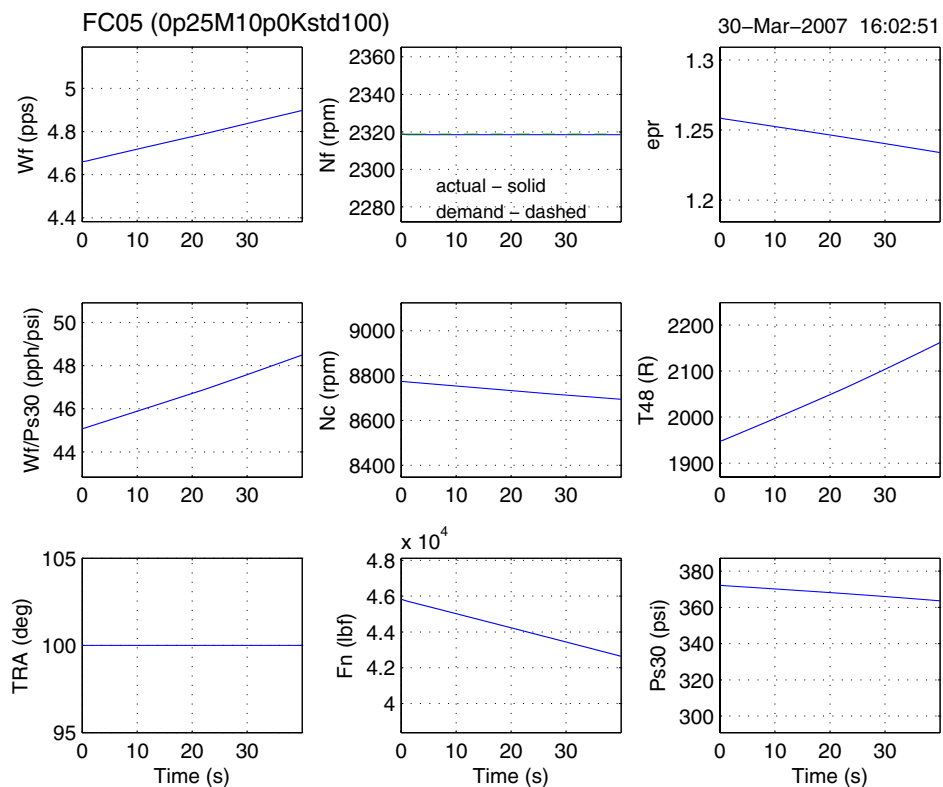 FC05 (0p25M10p0Kstd100) 30−Mar−2007 16:02:51
Wf (pps)
5
4.8
4.6
4.4
0 10 20 30
Nf (rpm)
2360
2340
2320
2300
2280
actual − solid
demand − dashed
0 10 20 30
epr
1.3
1.25
1.2
0 10 20 30
Wf/Ps30 (pph/psi)
50
48
46
44
0 10 20 30
Nc (rpm)
9000
8800
8600
8400
0 10 20 30
T48 (R)
2200
2100
2000
1900
0 10 20 30
TRA (deg)
105
100
95
0 10 20 30
Time (s)
x 10^4
Fn (lbf)
4.8
4.6
4.4
4.2
4
0 10 20 30
Time (s)
Ps30 (psi)
380
360
340
320
300
0 10 20 30
Time (s)